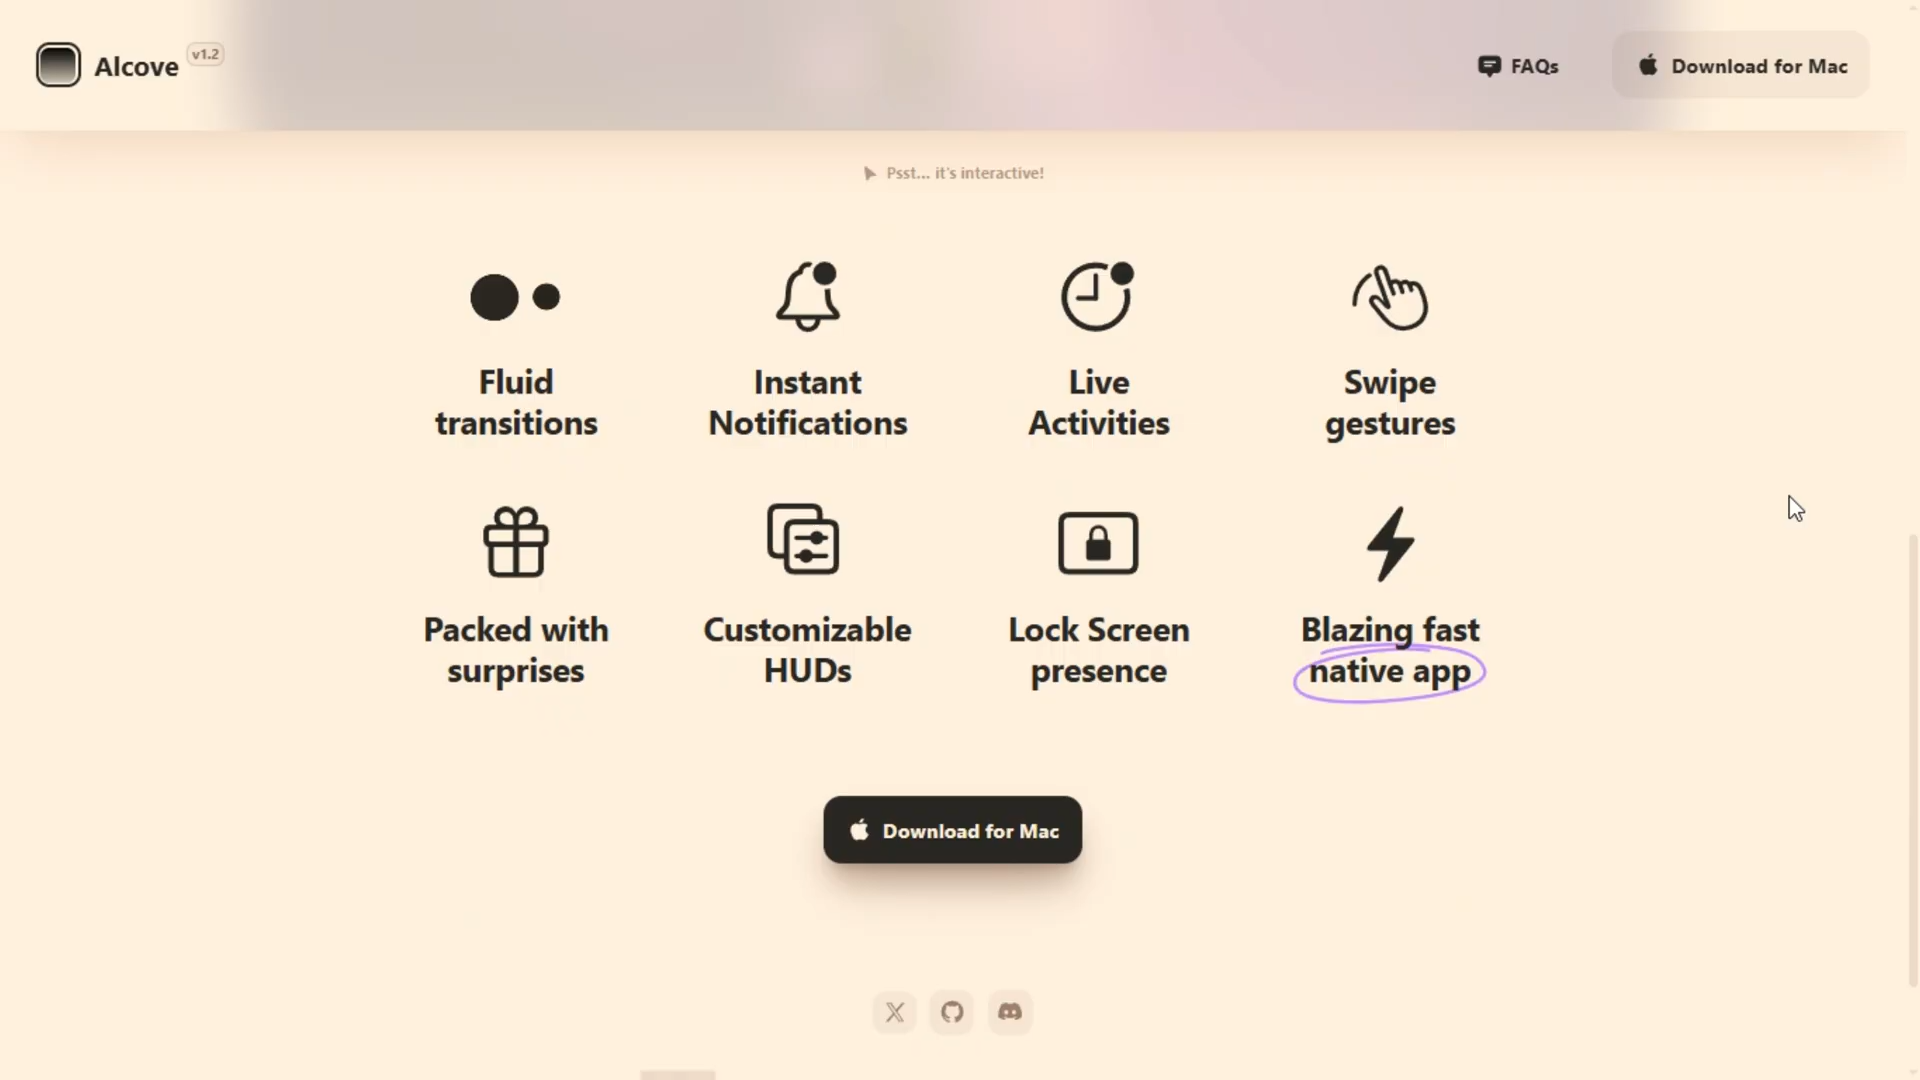 Alcove
v1.2
FAQs
Download for Mac
Psst... it's interactive!
Fluid
transitions
Instant
Notifications
Live
Activities
Swipe
gestures
Packed with
surprises
Customizable
HUDs
Lock Screen
presence
Blazing fast
native app
Download for Mac